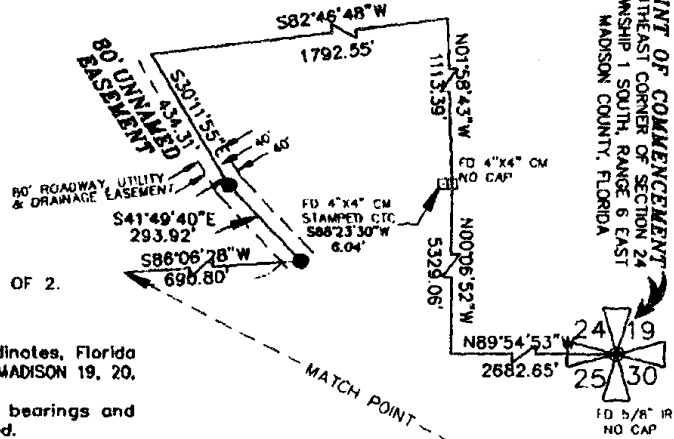 S82°46'48"W
1792.55'
N01°58'43"W
1113.39'
POINT OF COMMENCEMENT
SOUTHEAST CORNER OF SECTION 24
TOWNSHIP 1 SOUTH, RANGE 6 EAST
MADISON COUNTY, FLORIDA
80' UNNAMED
EASEMENT
S30°11'55"E
434.31'
40'
40'
80' ROADWAY, UTILITY
& DRAINAGE EASEMENT
FD 4"X4" CM
NO CAP
FD 4"X4" CM
STAMPED CTC
S88°23'30"W
6.04'
S41°49'40"E
293.92'
N00°06'52"W
5329.06'
S86°06'28"W
690.80'
OF 2.
N89°54'53"W
2682.65'
24 19
25 30
FD 5/8" IR
NO CAP
MATCH POINT
dinates, Florida
MADISON 19, 20,
bearings and
ed.